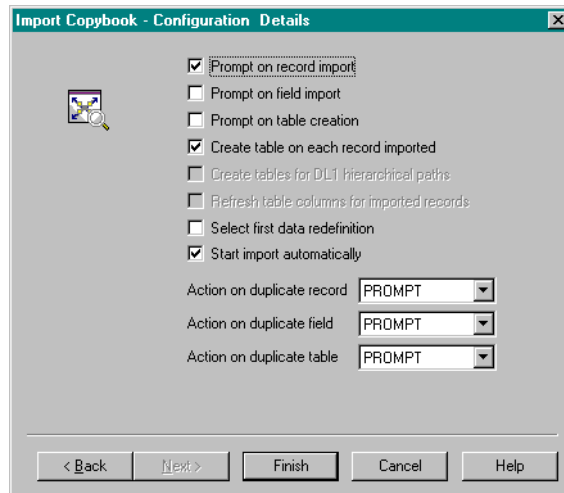 Import Copybook - Configuration Details
Prompt on record import
Prompt on field import
Prompt on table creation
Create table on each record imported
Create tables for DL1 hierarchical paths
Refresh table columns for imported records
Select first data redefinition
Start import automatically
Action on duplicate record PROMPT
Action on duplicate field PROMPT
Action on duplicate table PROMPT
< Back Next > Finish Cancel Help